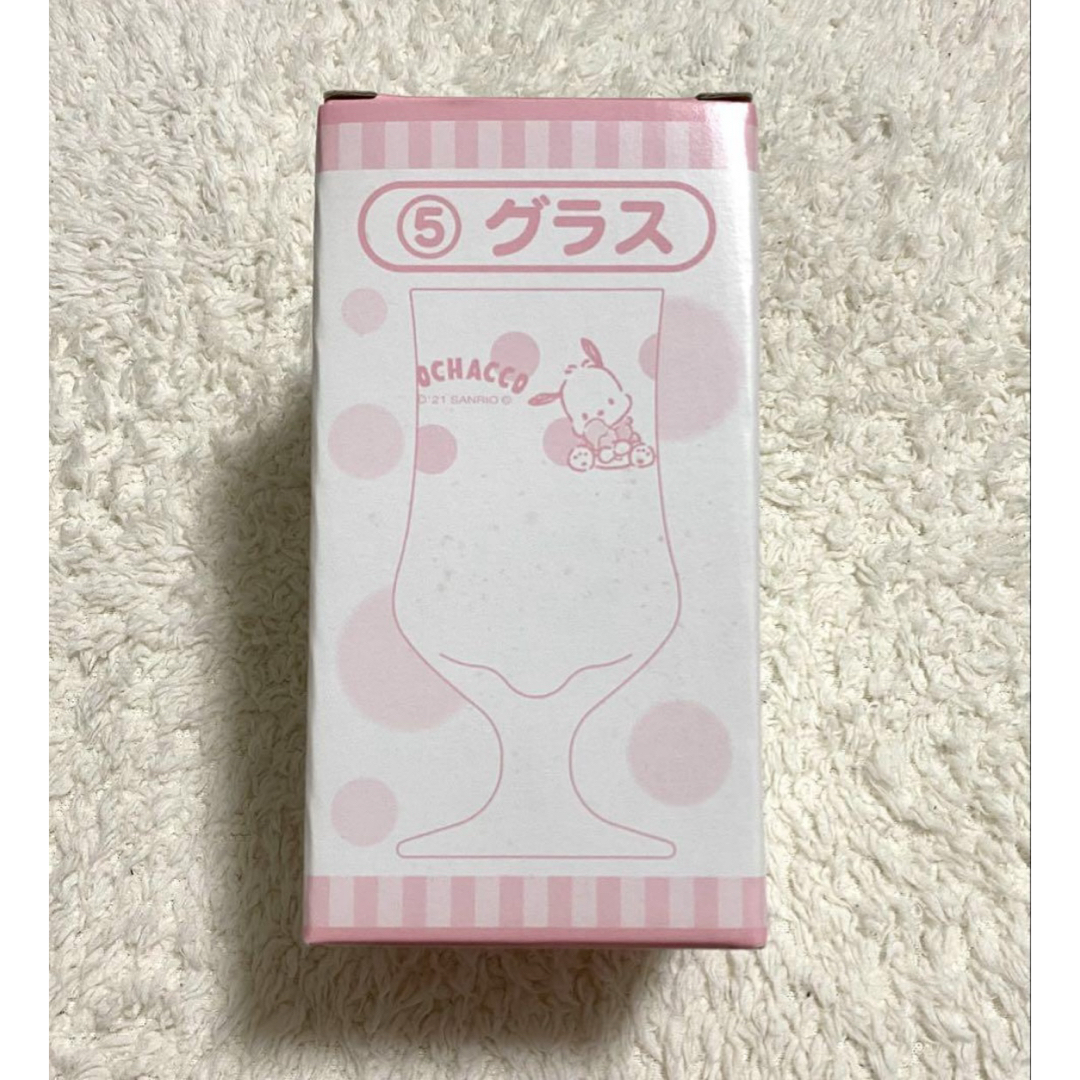 ⑤ グラス
OCHACCO
'21 SANRIO ©